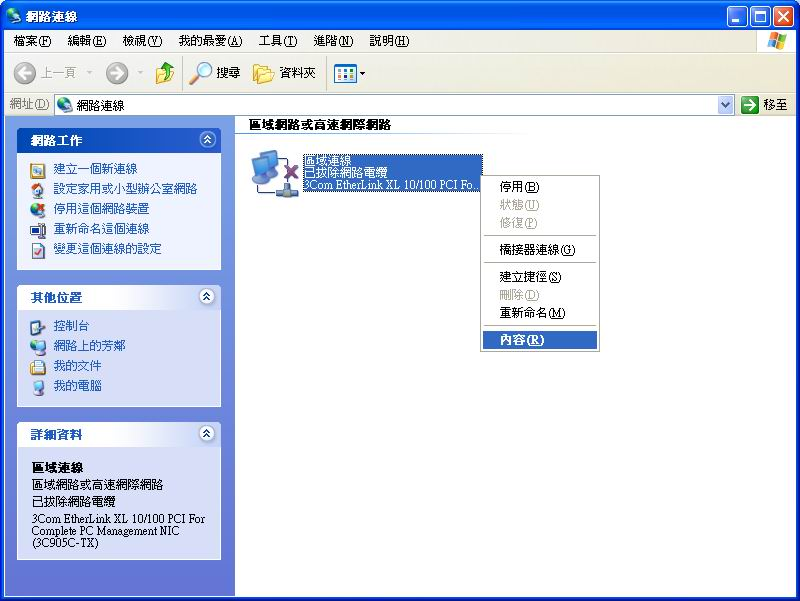 網路連線
檔案(F) 編輯(E) 檢視(V) 我的最愛(A) 工具(T) 進階(N) 說明(H)
上一頁 搜尋 資料夾
網址(D) 網路連線 移至
網路工作
建立一個新連線
設定家用或小型辦公室網路
停用這個網路裝置
重新命名這個連線
變更這個連線的設定
其他位置
控制台
網路上的芳鄰
我的文件
我的電腦
詳細資料
區域連線
區域網路或高速網際網路
已拔除網路電纜
3Com EtherLink XL 10/100 PCI For
Complete PC Management NIC
(3C905C-TX)
區域網路或高速網際網路
區域連線
已拔除網路電纜
3Com EtherLink XL 10/100 PCI Fo...
停用(B)
狀態(U)
修復(P)
橋接器連線(G)
建立捷徑(S)
刪除(D)
重新命名(M)
內容(R)